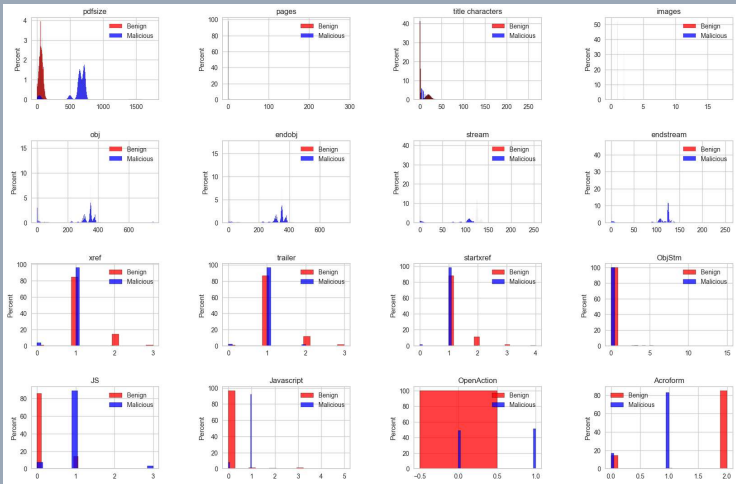 pdfsize pages title characters images
Percent 4 3 2 1 0 Benign Malicious 0 500 1000 1500
Percent 100 80 60 40 20 0 Benign Malicious 0 100 200 300
Percent 40 30 20 10 0 Benign Malicious 0 50 100 150 200 250
Percent 50 40 30 20 10 0 Benign Malicious 0 5 10 15
obj endobj stream endstream
Percent 15 10 5 0 Benign Malicious 0 200 400 600
Percent 15 10 5 0 Benign Malicious 0 200 400 600
Percent 40 30 20 10 0 Benign Malicious 0 50 100 150 200 250
Percent 40 20 0 Benign Malicious 0 50 100 150 200 250
xref trailer startxref ObjStm
Percent 100 80 60 40 20 0 Benign Malicious 0 1 2 3
Percent 100 80 60 40 20 0 Benign Malicious 0 1 2 3
Percent 100 80 60 40 20 0 Benign Malicious 0 1 2 3 4
Percent 100 80 60 40 20 0 Benign Malicious 0 5 10 15
JS Javascript OpenAction Acroform
Percent 80 60 40 20 0 Benign Malicious 0 1 2 3
Percent 100 80 60 40 20 0 Benign Malicious 0 1 2 3 4 5
Percent 100 80 60 40 20 0 Benign Malicious −0.5 0.0 0.5 1.0
Percent 80 60 40 20 0 Benign Malicious 0.0 0.5 1.0 1.5 2.0